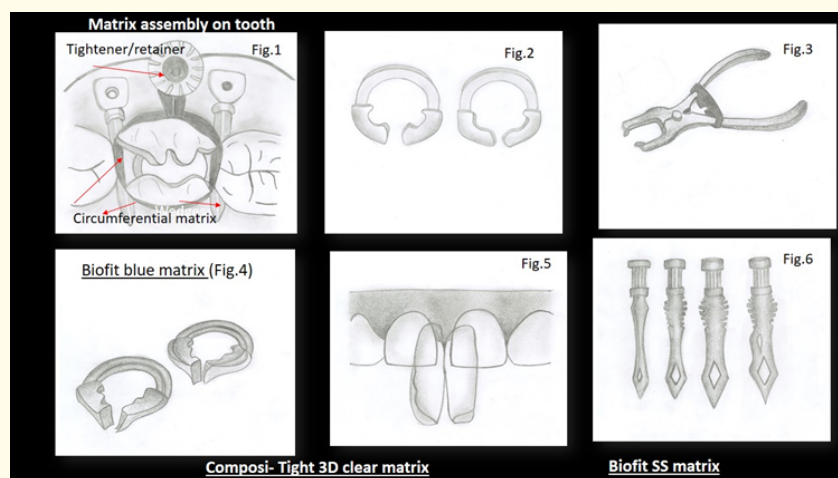 Matrix assembly on tooth
Tightener/retainer
Fig.1
Circumferential matrix
Fig.2
Fig.3
Biofit blue matrix (Fig.4)
Fig.5
Fig.6
Composi- Tight 3D clear matrix
Biofit SS matrix